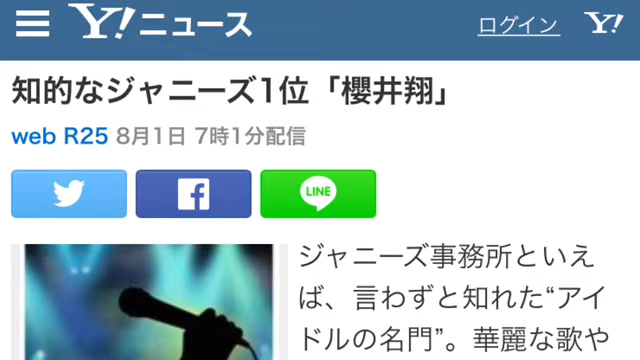 Y!ニュース
ログイン
Y!
知的なジャニーズ1位「櫻井翔」
web R25 8月1日 7時1分配信
LINE
ジャニーズ事務所といえ
ば、言わずと知れた“アイ
ドルの名門”。華麗な歌や